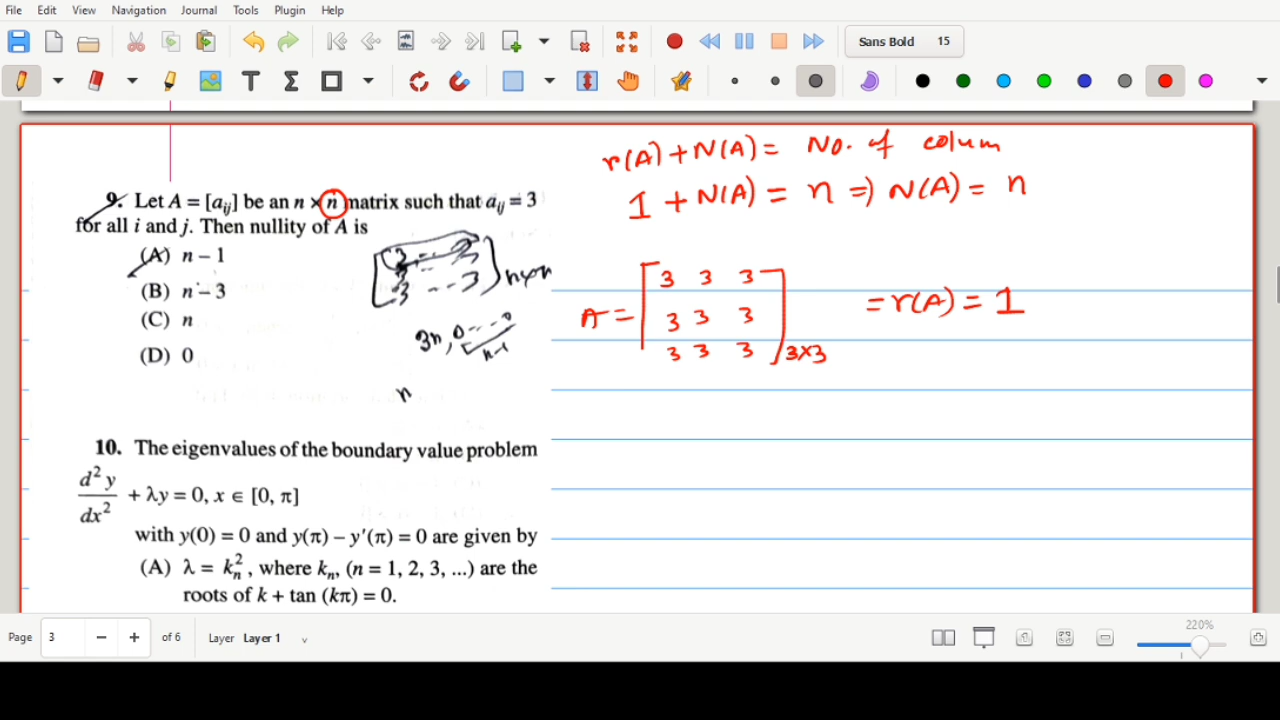 File Edit View Navigation Journal Tools Plugin Help
Sans Bold 15
r(A) + N(A) = No. of colum
1 + N(A) = n ⇒ N(A) = n
9. Let A = [aij] be an n × n matrix such that aij = 3
for all i and j. Then nullity of A is
(A) n – 1
(B) n – 3
(C) n
(D) 0
n×n
3n, 0 - - - 0
n-1
n
A = [3 3 3
3 3 3
3 3 3] 3×3
= r(A) = 1
10. The eigenvalues of the boundary value problem
d²y/dx² + λy = 0, x ∈ [0, π]
with y(0) = 0 and y(π) – y′(π) = 0 are given by
(A) λ = kn², where kn, (n = 1, 2, 3, ...) are the
roots of k + tan (kπ) = 0.
Page 3 of 6 Layer Layer 1 220%